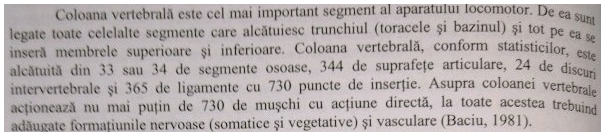 Coloana vertebrală este cel mai important segment al aparatului locomotor. De ea sunt
legate toate celelalte segmente care alcătuiesc trunchiul (toracele şi bazinul) şi tot pe ea se
inseră membrele superioare şi inferioare. Coloana vertebrală, conform statisticilor, este
alcătuită din 33 sau 34 de segmente osoase, 344 de suprafeţe articulare, 24 de discuri
intervertebrale şi 365 de ligamente cu 730 puncte de inserţie. Asupra coloanei vertebrale
acţionează nu mai puţin de 730 de muşchi cu acţiune directă, la toate acestea trebuind
adăugate formaţiunile nervoase (somatice şi vegetative) şi vasculare (Baciu, 1981).